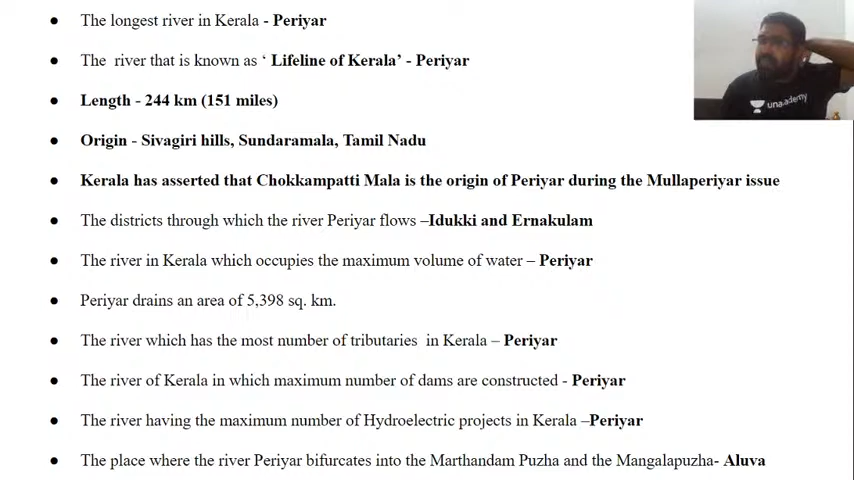 ● The longest river in Kerala - Periyar
● The river that is known as ‘ Lifeline of Kerala’ - Periyar
● Length - 244 km (151 miles)
● Origin - Sivagiri hills, Sundaramala, Tamil Nadu
● Kerala has asserted that Chokkampatti Mala is the origin of Periyar during the Mullaperiyar issue
● The districts through which the river Periyar flows –Idukki and Ernakulam
● The river in Kerala which occupies the maximum volume of water – Periyar
● Periyar drains an area of 5,398 sq. km.
● The river which has the most number of tributaries in Kerala – Periyar
● The river of Kerala in which maximum number of dams are constructed - Periyar
● The river having the maximum number of Hydroelectric projects in Kerala –Periyar
● The place where the river Periyar bifurcates into the Marthandam Puzha and the Mangalapuzha- Aluva
unacademy